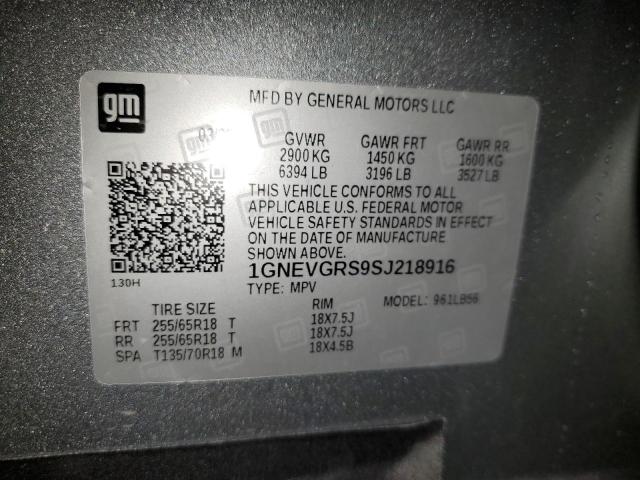 gm
MFD BY GENERAL MOTORS LLC
03/
GVWR GAWR FRT GAWR RR
2900 KG 1450 KG 1600 KG
6394 LB 3196 LB 3527 LB
THIS VEHICLE CONFORMS TO ALL
APPLICABLE U.S. FEDERAL MOTOR
VEHICLE SAFETY STANDARDS IN EFFECT
ON THE DATE OF MANUFACTURE
SHOWN ABOVE.
1GNEVGRS9SJ218916
130H
TYPE: MPV MODEL: 961LB56
TIRE SIZE RIM
FRT 255/65R18 T 18X7.5J
RR 255/65R18 T 18X7.5J
SPA T135/70R18 M 18X4.5B